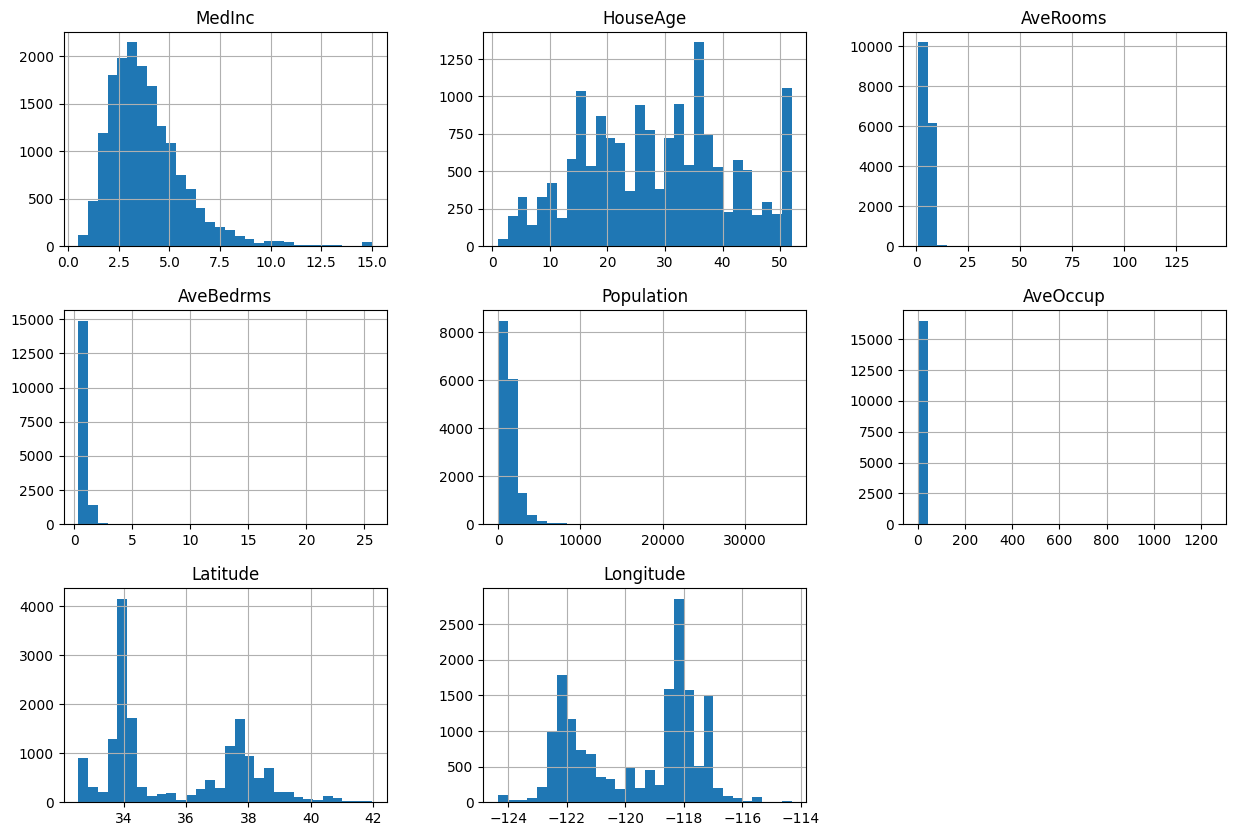 MedInc
HouseAge
AveRooms
2000
1500
1000
500
0
0.0 2.5 5.0 7.5 10.0 12.5 15.0
1250
1000
750
500
250
0
0 10 20 30 40 50
10000
8000
6000
4000
2000
0
0 25 50 75 100 125
AveBedrms
Population
AveOccup
15000
12500
10000
7500
5000
2500
0
0 5 10 15 20 25
8000
6000
4000
2000
0
0 10000 20000 30000
15000
12500
10000
7500
5000
2500
0
0 200 400 600 800 1000 1200
Latitude
Longitude
4000
3000
2000
1000
0
34 36 38 40 42
2500
2000
1500
1000
500
0
−124 −122 −120 −118 −116 −114